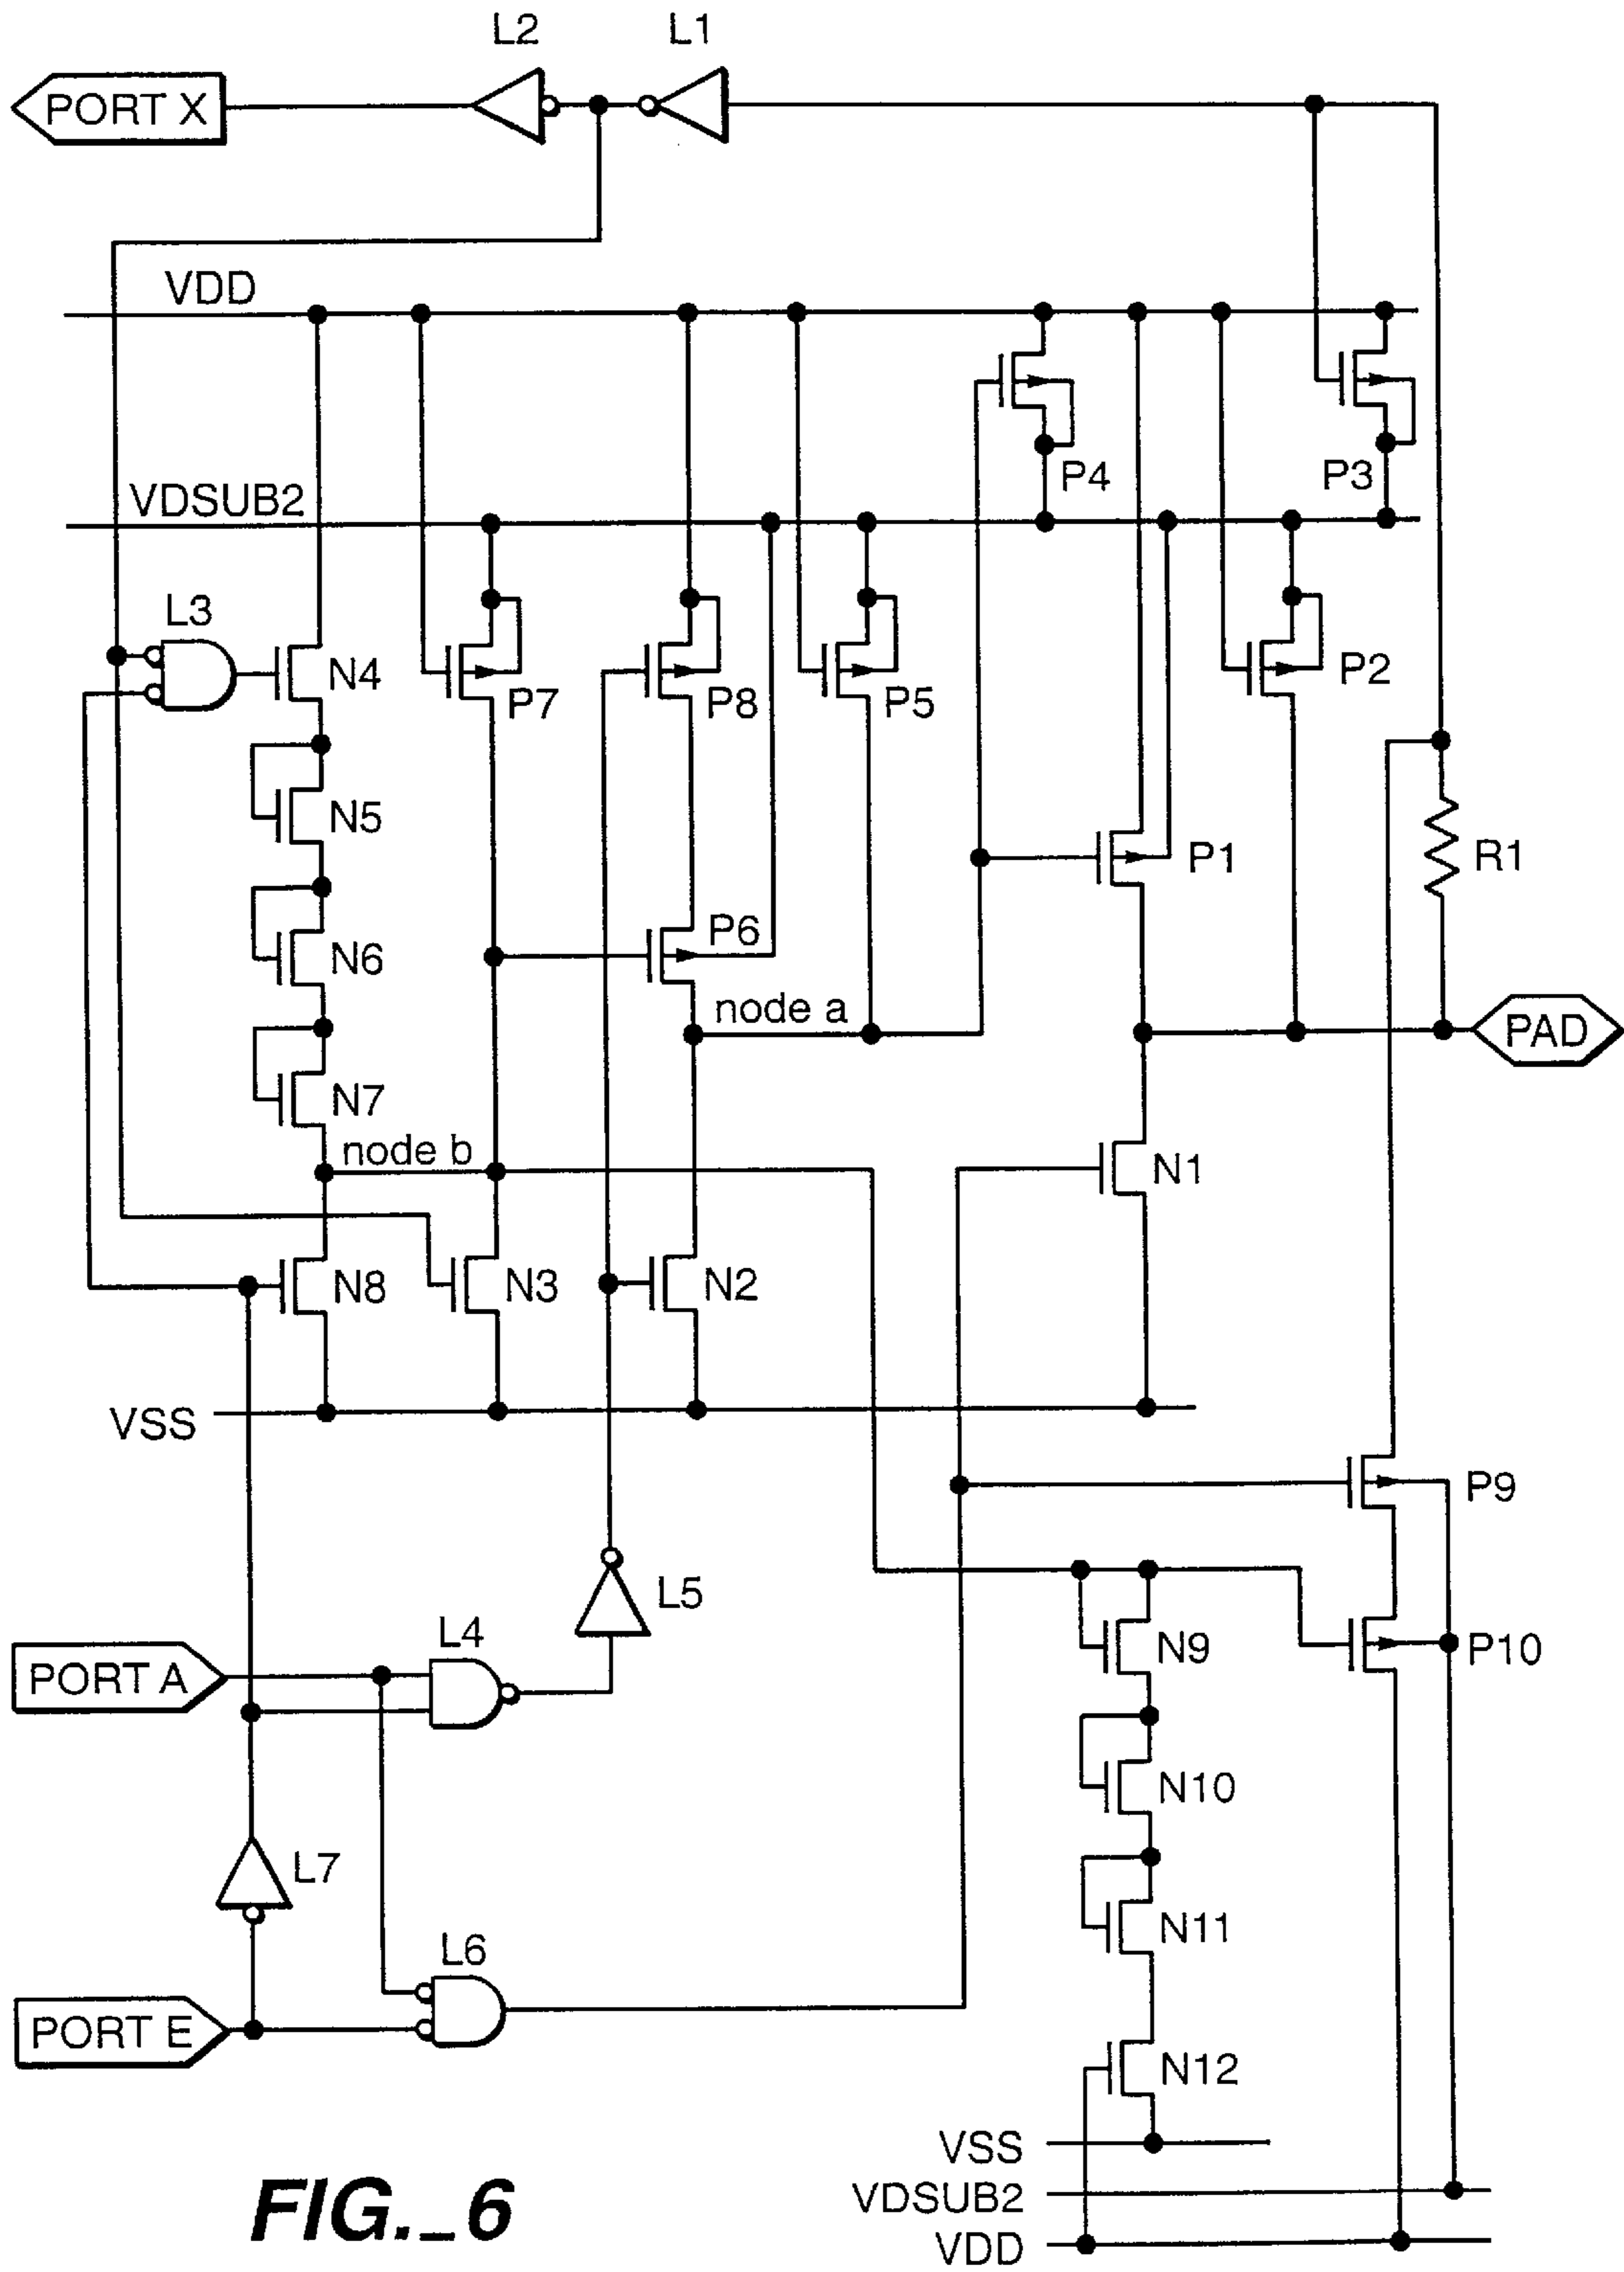 L2 L1
PORT X
VDD
P4 P3
VDSUB2
L3
N4 P7 P8 P5 P2
N5
P1 R1
N6 P6
node a
PAD
N7
node b
N1
N8 N3 N2
VSS
P9
L5
PORT A L4 N9 P10
N10
L7
N11
L6
PORT E
N12
VSS
VDSUB2
VDD
FIG._6